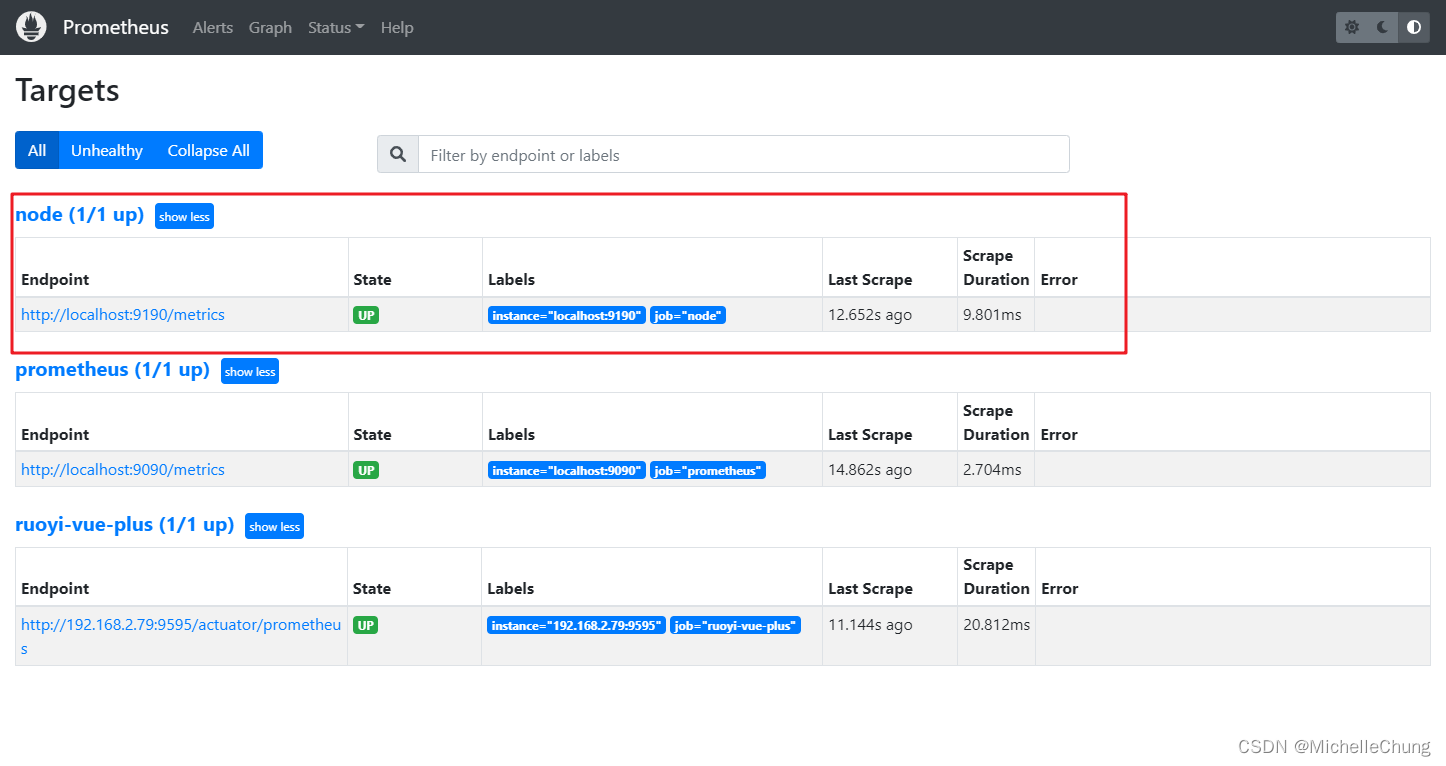 Prometheus Alerts Graph Status Help
Targets
All Unhealthy Collapse All
Filter by endpoint or labels
node (1/1 up) show less
Endpoint State Labels Last Scrape Scrape Duration Error
http://localhost:9190/metrics UP instance="localhost:9190" job="node" 12.652s ago 9.801ms
prometheus (1/1 up) show less
Endpoint State Labels Last Scrape Scrape Duration Error
http://localhost:9090/metrics UP instance="localhost:9090" job="prometheus" 14.862s ago 2.704ms
ruoyi-vue-plus (1/1 up) show less
Endpoint State Labels Last Scrape Scrape Duration Error
http://192.168.2.79:9595/actuator/prometheu UP instance="192.168.2.79:9595" job="ruoyi-vue-plus" 11.144s ago 20.812ms
s
CSDN @MichelleChung